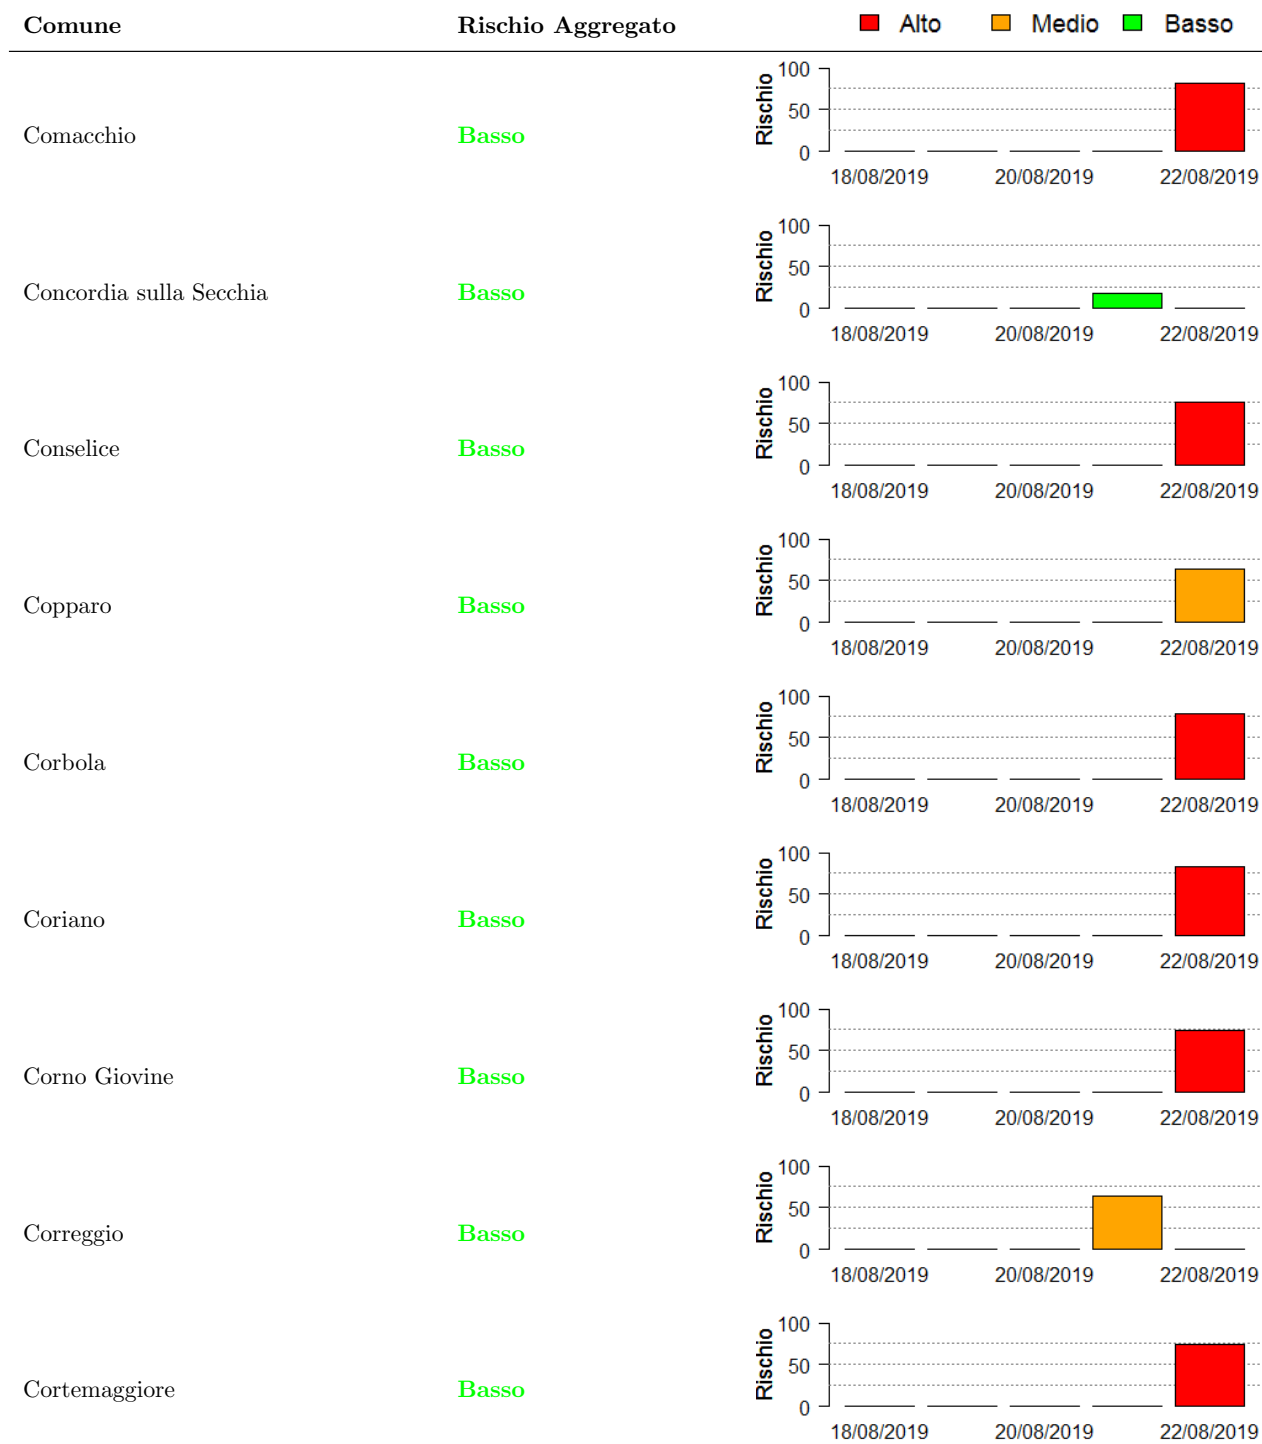 Comune Rischio Aggregato Alto Medio Basso
Comacchio Basso
Rischio
100
50
0
18/08/2019 20/08/2019 22/08/2019
Concordia sulla Secchia Basso
Rischio
100
50
0
18/08/2019 20/08/2019 22/08/2019
Conselice Basso
Rischio
100
50
0
18/08/2019 20/08/2019 22/08/2019
Copparo Basso
Rischio
100
50
0
18/08/2019 20/08/2019 22/08/2019
Corbola Basso
Rischio
100
50
0
18/08/2019 20/08/2019 22/08/2019
Coriano Basso
Rischio
100
50
0
18/08/2019 20/08/2019 22/08/2019
Corno Giovine Basso
Rischio
100
50
0
18/08/2019 20/08/2019 22/08/2019
Correggio Basso
Rischio
100
50
0
18/08/2019 20/08/2019 22/08/2019
Cortemaggiore Basso
Rischio
100
50
0
18/08/2019 20/08/2019 22/08/2019